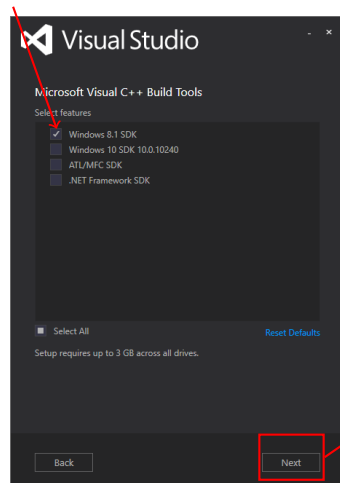 Visual Studio
Microsoft Visual C++ Build Tools
Select features
Windows 8.1 SDK
Windows 10 SDK 10.0.10240
ATL/MFC SDK
.NET Framework SDK
Select All
Reset Defaults
Setup requires up to 3 GB across all drives.
Back
Next